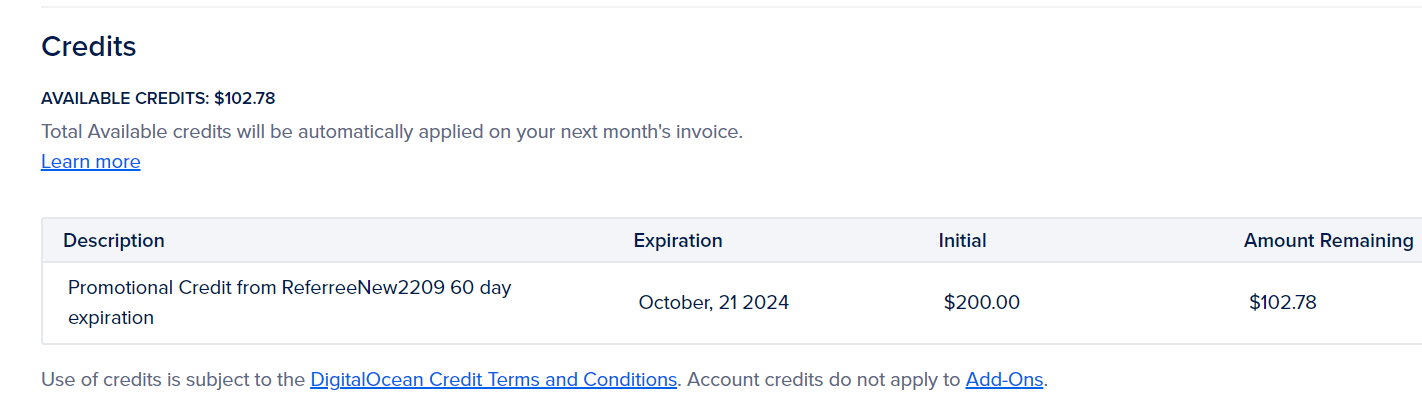 Credits
AVAILABLE CREDITS: $102.78
Total Available credits will be automatically applied on your next month's invoice.
Learn more
Description Expiration Initial Amount Remaining
Promotional Credit from ReferreeNew2209 60 day
expiration
October, 21 2024 $200.00 $102.78
Use of credits is subject to the DigitalOcean Credit Terms and Conditions. Account credits do not apply to Add-Ons.